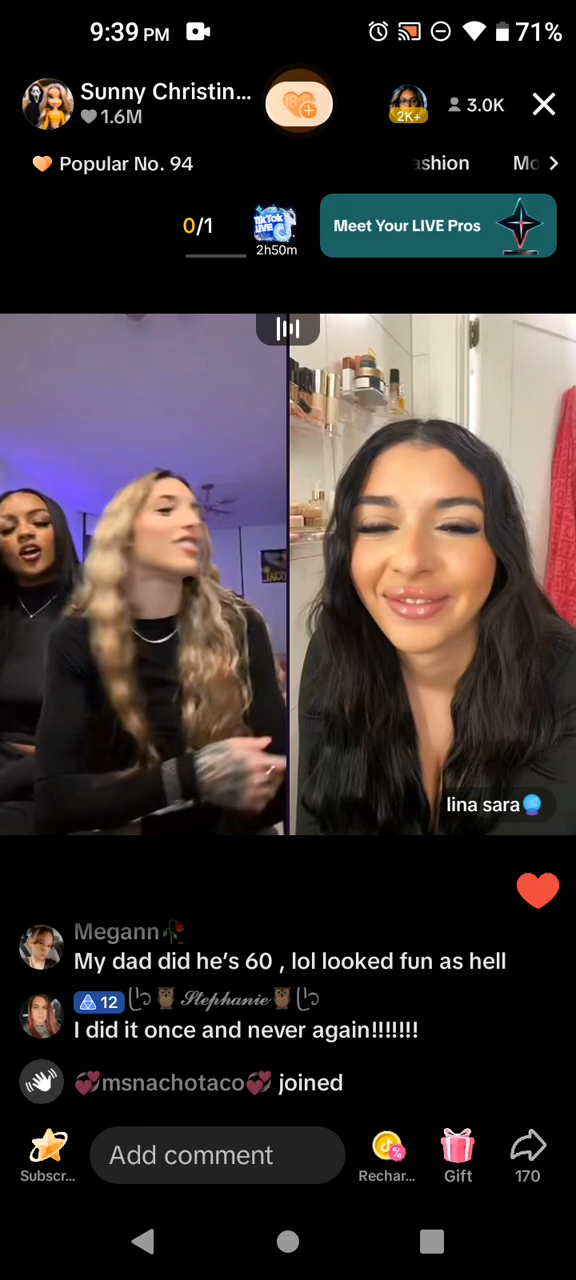 9:39 PM 71%
Sunny Christin...
1.6M
2K+
3.0K
Popular No. 94
ashion
Mo
0/1
TikTok
LIVE
2h50m
Meet Your LIVE Pros
lina sara🔮
Megann🥀
My dad did he's 60 , lol looked fun as hell
12 🦉 𝒮𝓉𝑒𝓅𝒽𝒶𝓃𝒾𝑒 🦉
I did it once and never again!!!!!!!
💞msnachotaco💞 joined
Subscr...
Add comment
Rechar...
Gift
170